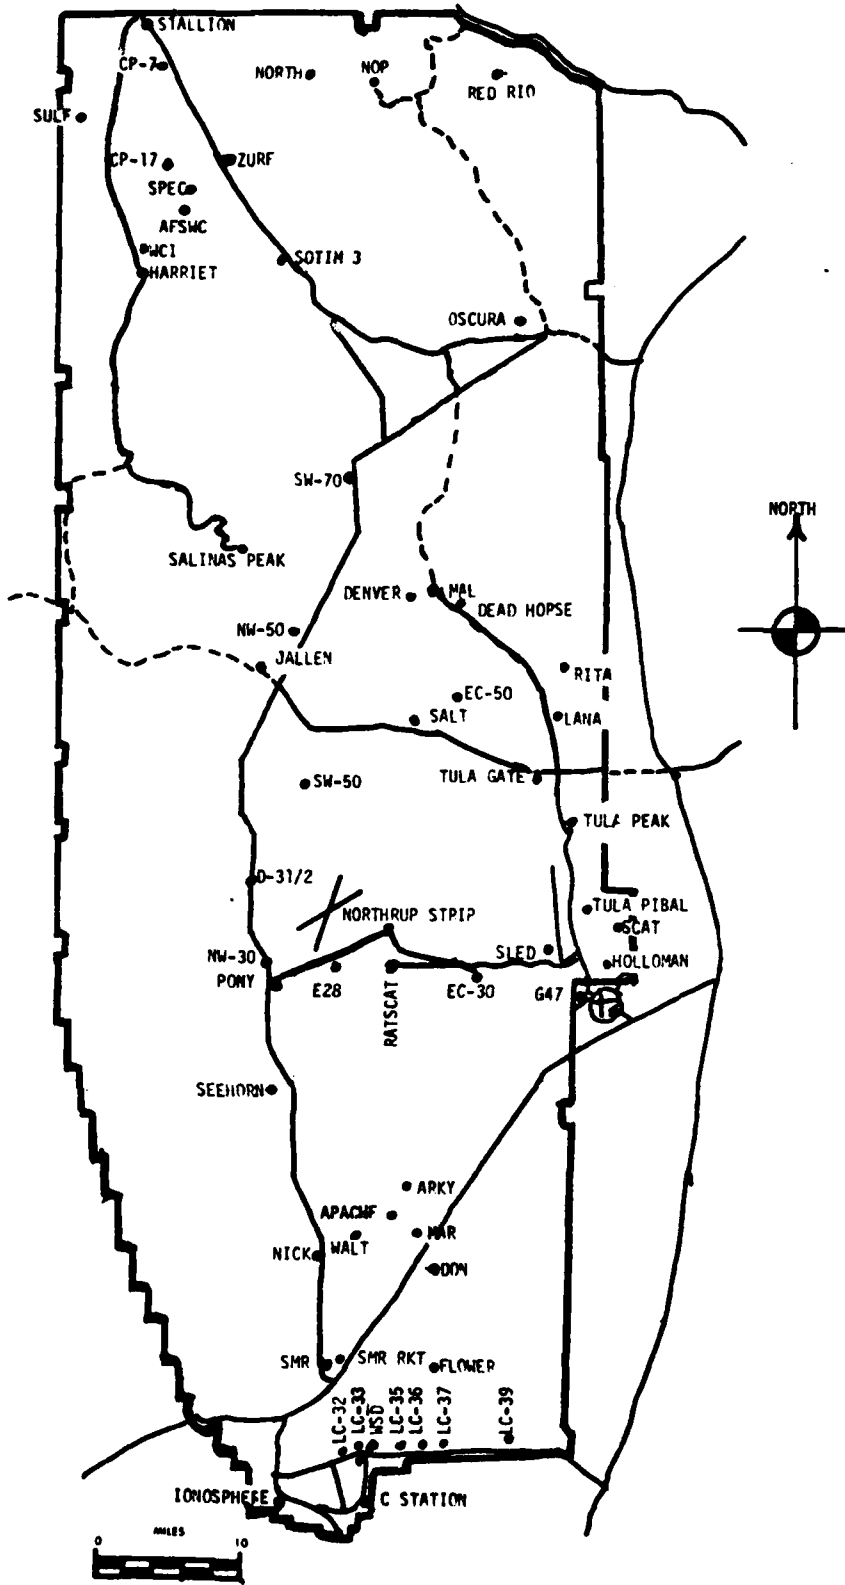 STALLION
CP-7
NORTH
NOP
RED RIO
SULF
CP-17
ZURF
SPEC
AFSWC
WCI
HARRIET
SOTIM 3
OSCURA
SW-70
NORTH
SALINAS PEAK
DENVER
MAL
DEAD HOPSE
NW-50
JALLEN
RITA
EC-50
SALT
LANA
TULA GATE
SW-50
TULA PEAK
D-31/2
TULA PIBAL
NORTHRUP STPIP
SCAT
SLED
NW-30
HOLLOMAN
PONY
E28
RATSCAT
EC-30
G47
SEEHORN
ARKY
APACHF
MAR
WALT
NICK
DON
SMR
SMR RKT
FLOWER
LC-32
LC-33
WSD
LC-35
LC-36
LC-37
LC-39
IONOSPHERE
C STATION
MILES
0 10